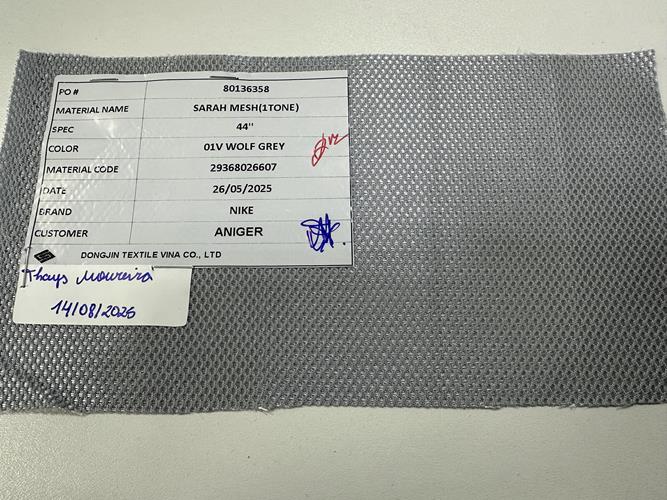 PO # 80136358
MATERIAL NAME SARAH MESH(1TONE)
SPEC 44"
COLOR 01V WOLF GREY
MATERIAL CODE 29368026607
DATE 26/05/2025
BRAND NIKE
CUSTOMER ANIGER
DONGJIN TEXTILE VINA CO., LTD
Thays Moureira
14/08/2025